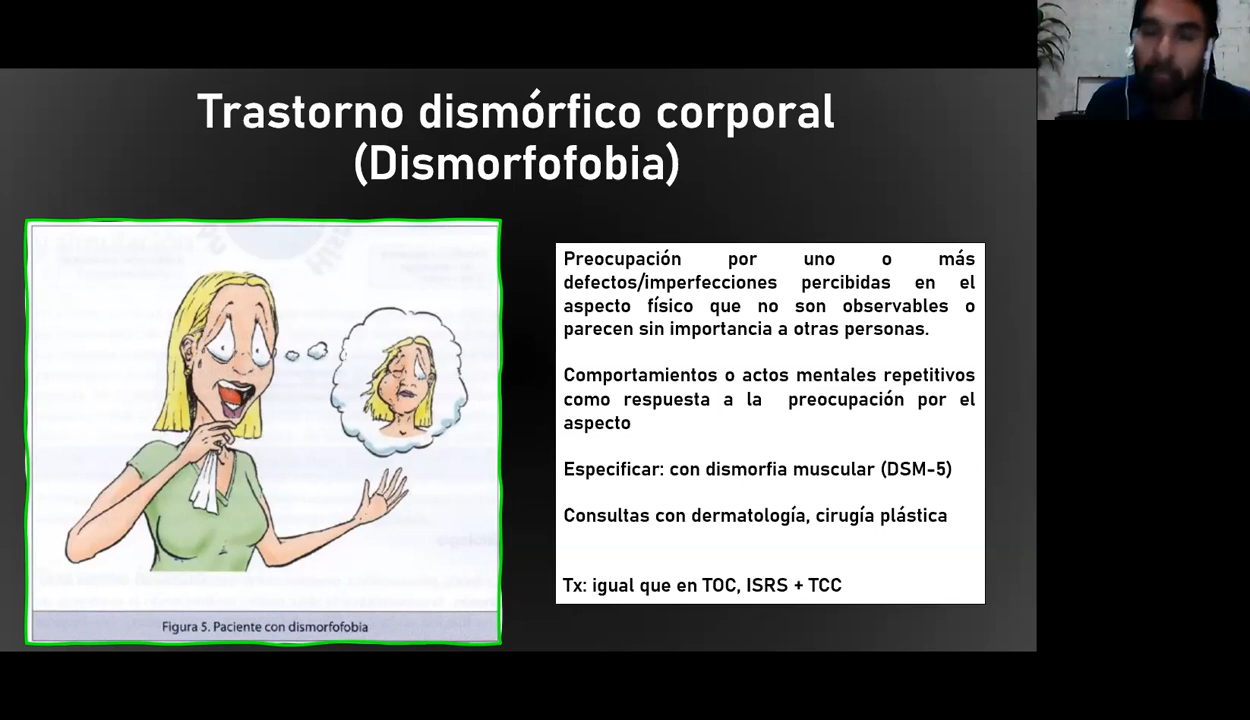 Trastorno dismórfico corporal
(Dismorfofobia)
Preocupación por uno o más
defectos/imperfecciones percibidas en el
aspecto físico que no son observables o
parecen sin importancia a otras personas.
Comportamientos o actos mentales repetitivos
como respuesta a la preocupación por el
aspecto
Especificar: con dismorfia muscular (DSM-5)
Consultas con dermatología, cirugía plástica
Tx: igual que en TOC, ISRS + TCC
Figura 5. Paciente con dismorfofobia